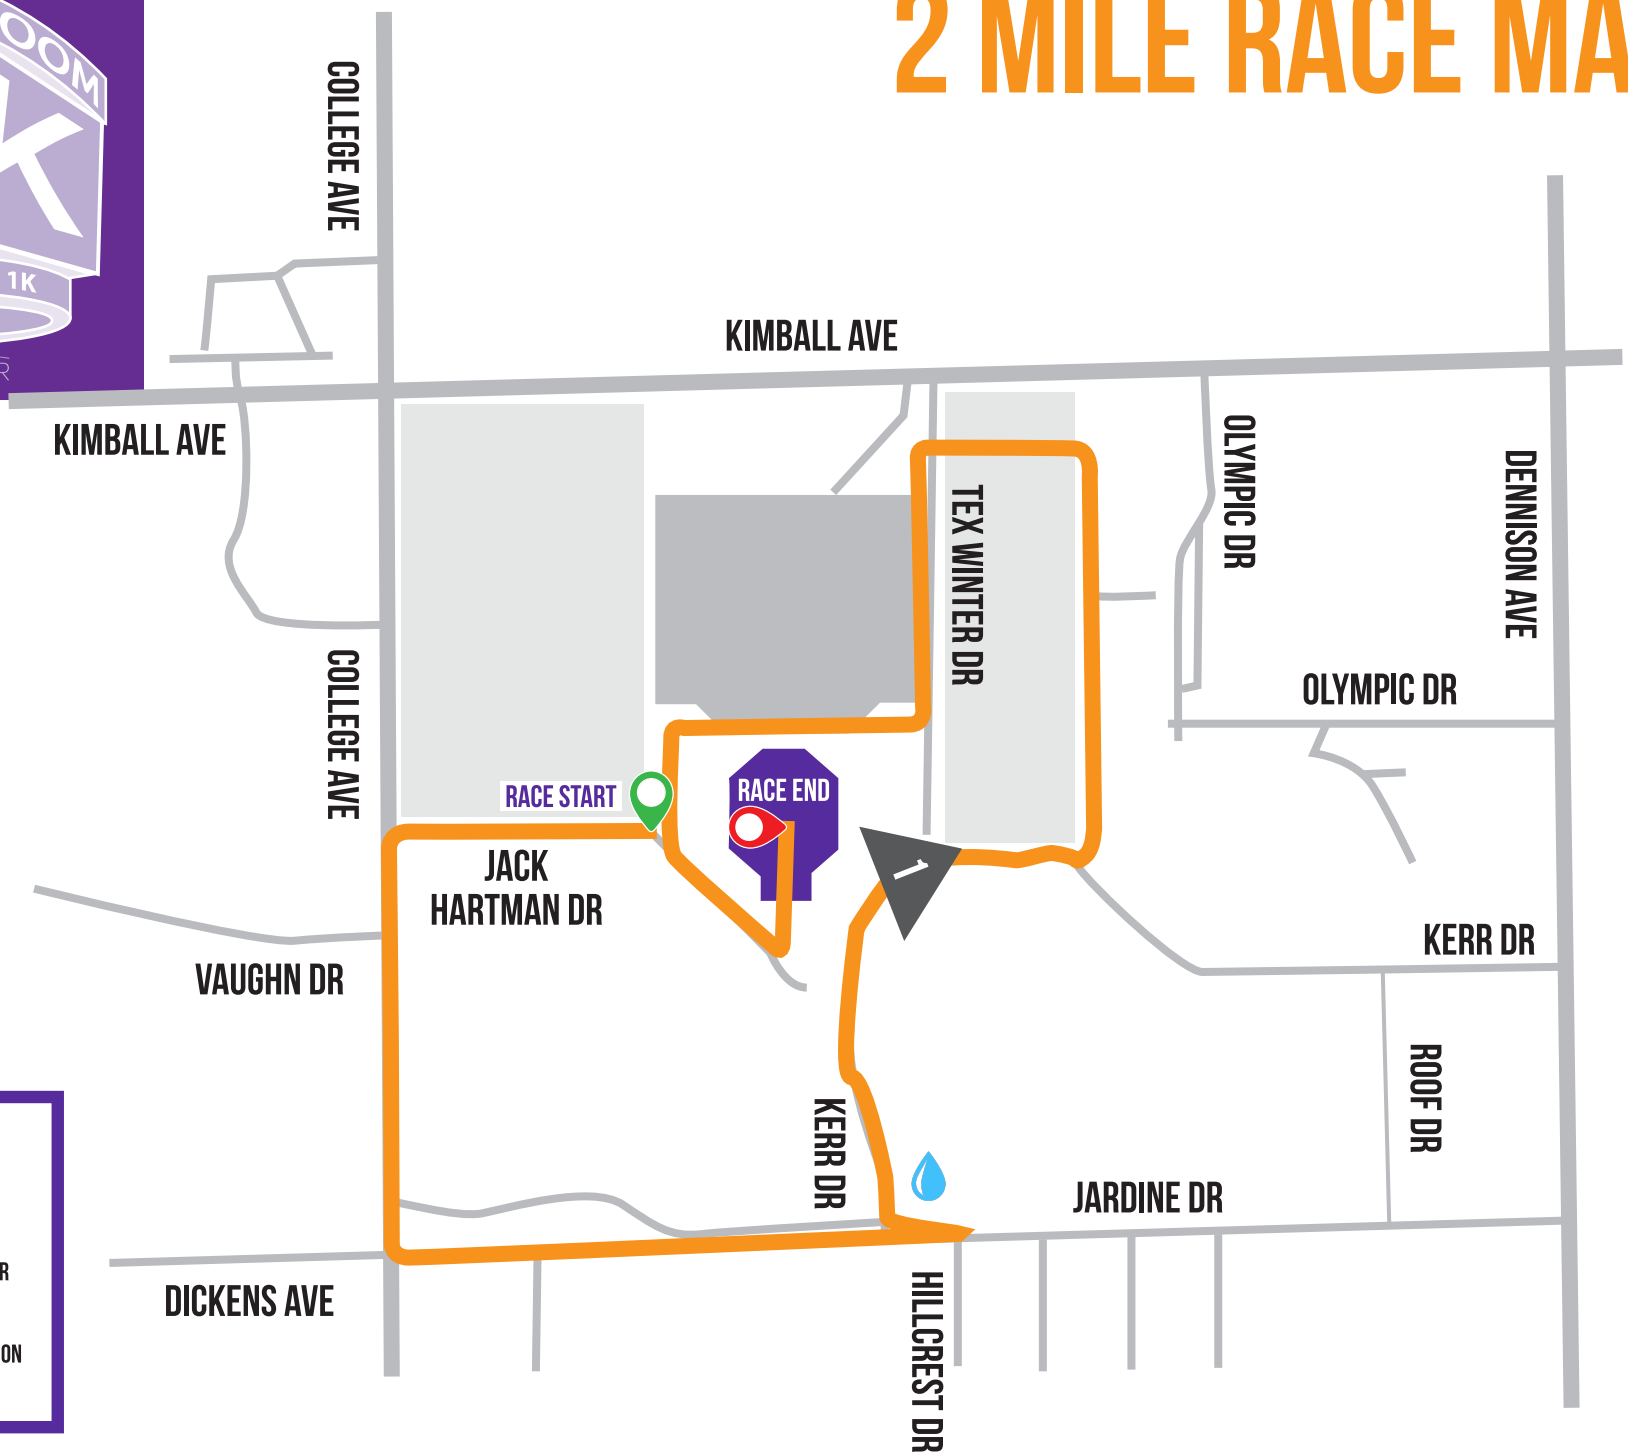 2 MILE RACE MA
OOM
K
1K
R
COLLEGE AVE
KIMBALL AVE
KIMBALL AVE
OLYMPIC DR
DENNISON AVE
TEX WINTER DR
COLLEGE AVE
OLYMPIC DR
RACE START
RACE END
JACK
HARTMAN DR
1
KERR DR
VAUGHN DR
ROOF DR
KERR DR
JARDINE DR
DICKENS AVE
HILLCREST DR
R
ON